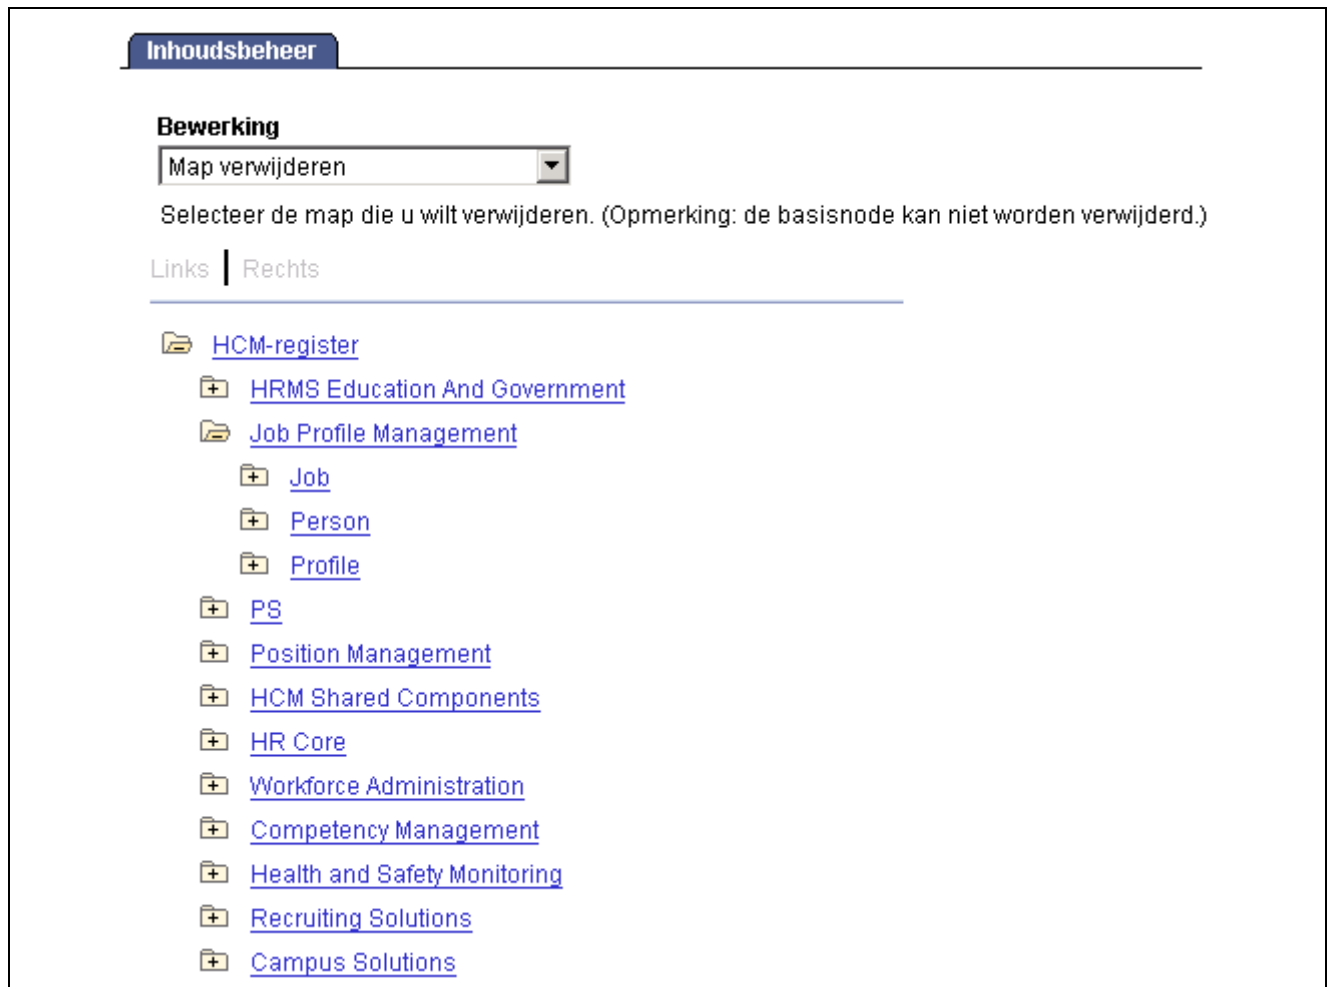 Inhoudsbeheer
Bewerking
Map verwijderen
Selecteer de map die u wilt verwijderen. (Opmerking: de basisnode kan niet worden verwijderd.)
Links | Rechts
HCM-register
HRMS Education And Government
Job Profile Management
Job
Person
Profile
PS
Position Management
HCM Shared Components
HR Core
Workforce Administration
Competency Management
Health and Safety Monitoring
Recruiting Solutions
Campus Solutions